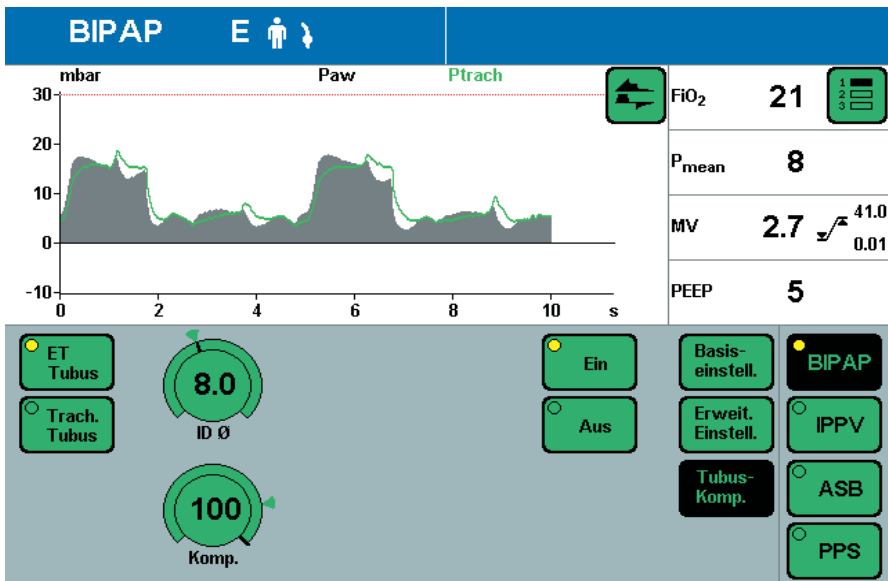 BIPAP E
mbar Paw Ptrach
30
20
10
0
-10
0 2 4 6 8 10 s
FiO2 21
1
2
3
Pmean 8
MV 2.7 41.0
0.01
PEEP 5
ET
Tubus
Trach.
Tubus
8.0
ID Ø
100
Komp.
Ein
Aus
Basis-
einstell.
Erweit.
Einstell.
Tubus-
Komp.
BIPAP
IPPV
ASB
PPS